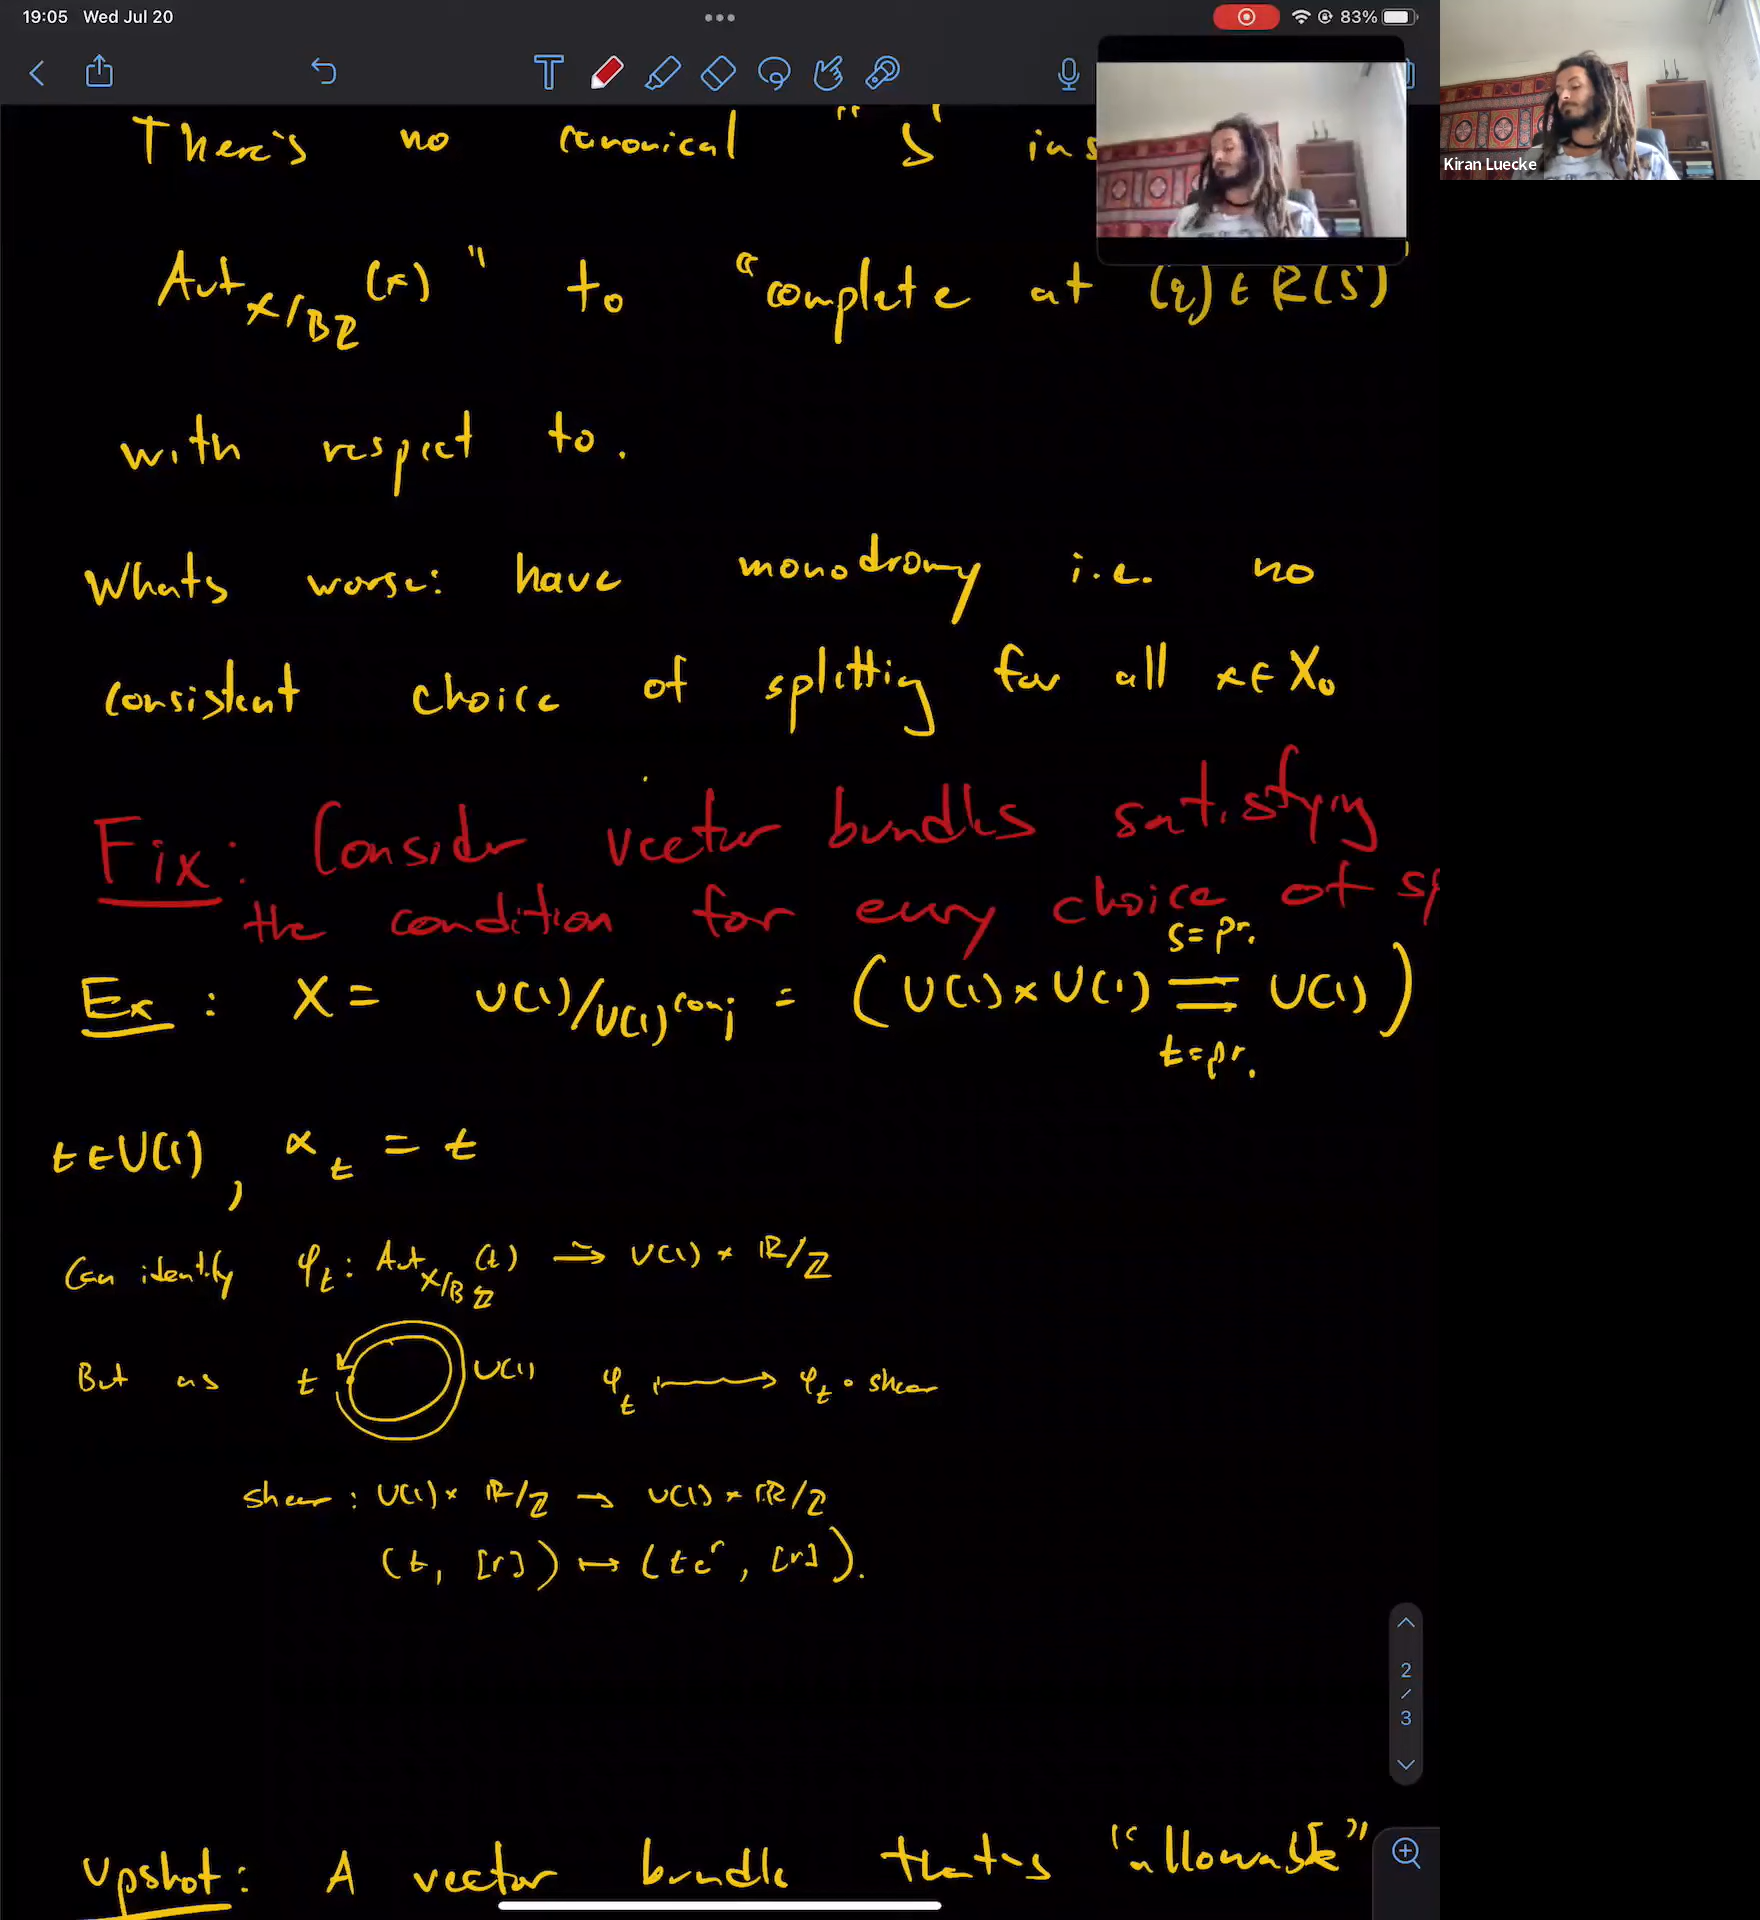 19:05 Wed Jul 20
83%
Kiran Luecke
There's no canonical "S" ins
Aut_{X/BZ} (x)" to "complete at (q) ∈ R(S)"
with respect to.
Whats worse: have monodromy i.e. no
consistent choice of splitting for all x ∈ X₀
Fix: Consider vector bundles satisfying
the condition for every choice of sp
s = pr.
Ex: X = U(1)/U(1)^{conj} = (U(1) × U(1) ⇉ U(1))
t = pr.
t ∈ U(1), α_t = t
Can identify φ_t : Aut_{X/BZ} (t) ⥲ U(1) × ℝ/ℤ
But as t U(1) φ_t ⟼ φ_t ∘ shear
shear : U(1) × ℝ/ℤ → U(1) × ℝ/ℤ
(t, [r]) ↦ (te^r, [r]).
2
/
3
Upshot: A vector bundle that's "allowable"